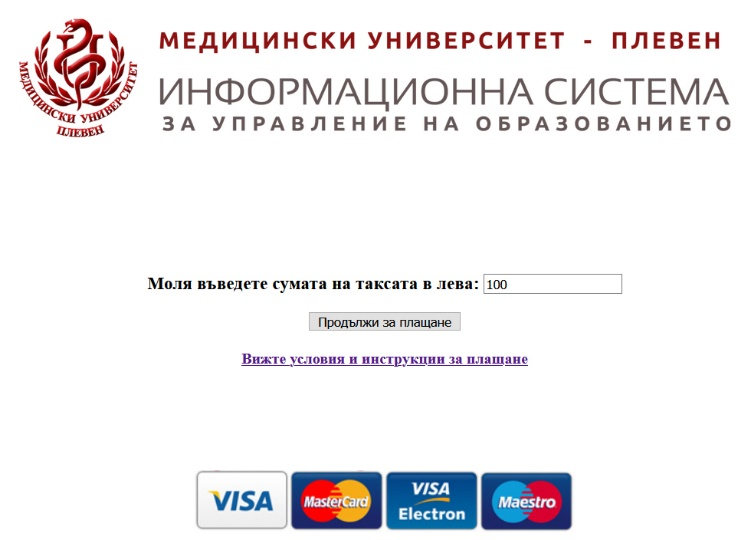 МЕДИЦИНСКИ УНИВЕРСИТЕТ
ПЛЕВЕН
МЕДИЦИНСКИ УНИВЕРСИТЕТ - ПЛЕВЕН
ИНФОРМАЦИОННА СИСТЕМА
ЗА УПРАВЛЕНИЕ НА ОБРАЗОВАНИЕТО
Моля въведете сумата на таксата в лева: 100
Продължи за плащане
Вижте условия и инструкции за плащане
VISA MasterCard VISA Electron Maestro